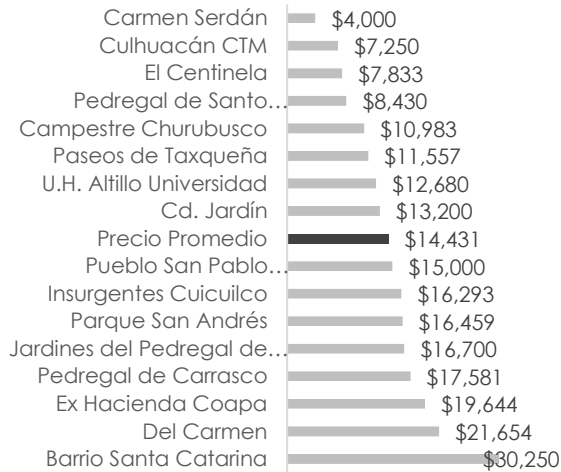 Carmen Serdán $4,000
Culhuacán CTM $7,250
El Centinela $7,833
Pedregal de Santo... $8,430
Campestre Churubusco $10,983
Paseos de Taxqueña $11,557
U.H. Altillo Universidad $12,680
Cd. Jardín $13,200
Precio Promedio $14,431
Pueblo San Pablo... $15,000
Insurgentes Cuicuilco $16,293
Parque San Andrés $16,459
Jardines del Pedregal de... $16,700
Pedregal de Carrasco $17,581
Ex Hacienda Coapa $19,644
Del Carmen $21,654
Barrio Santa Catarina $30,250